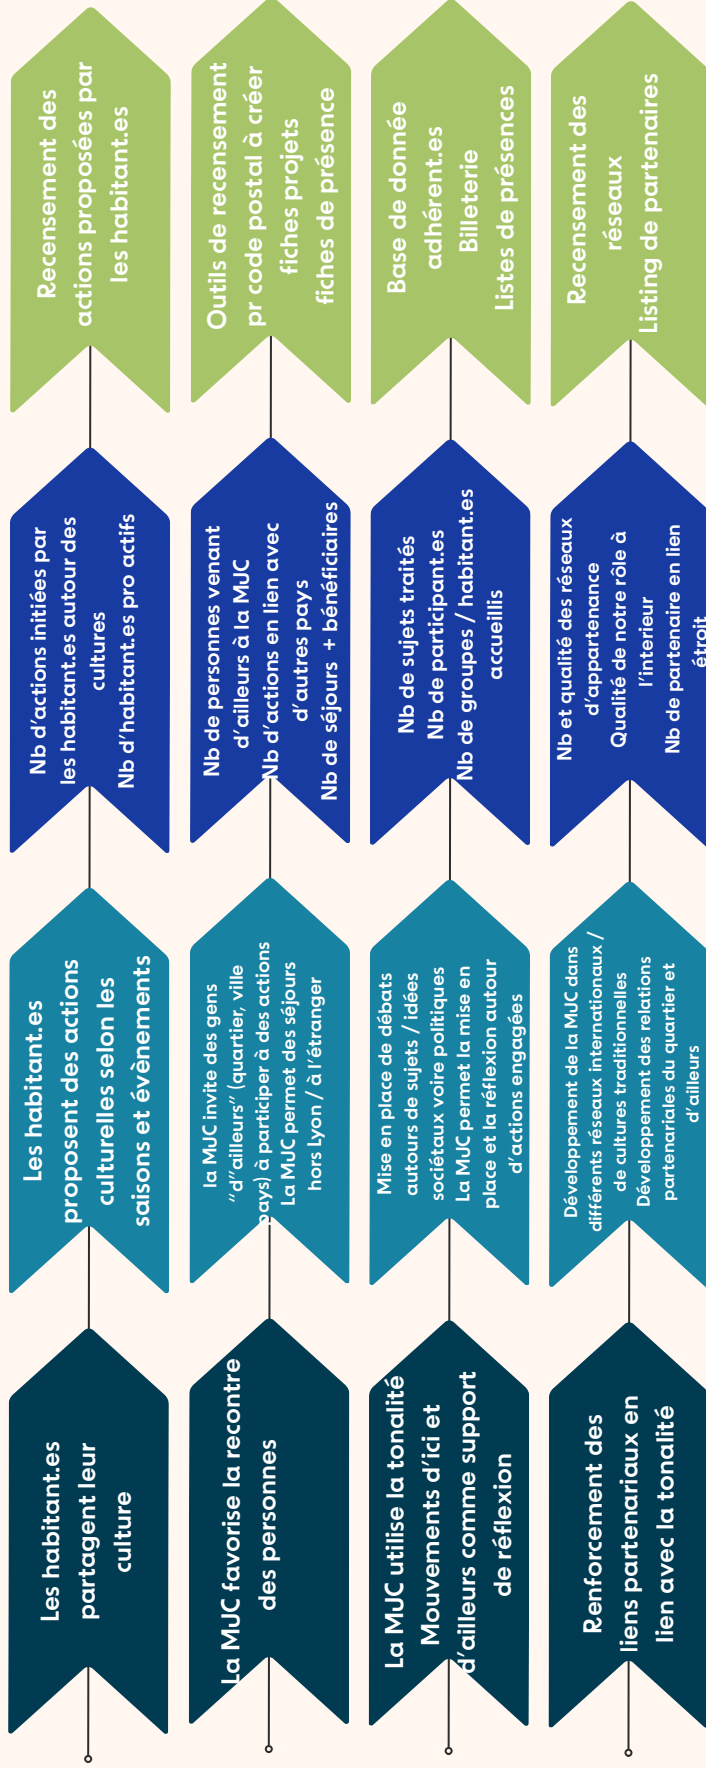 Les habitant.es
partagent leur
culture
Les habitant.es
proposent des actions
culturelles selon les
saisons et évènements
Nb d'actions initiées par
les habitant.es autour des
cultures
Nb d'habitant.es pro actifs
Recensement des
actions proposées par
les habitant.es
La MJC favorise la recontre
des personnes
la MJC invite des gens
"d"ailleurs" (quartier, ville
pays) à participer à des actions
La MJC permet des séjours
hors Lyon / à l'étranger
Nb de personnes venant
d'ailleurs à la MJC
Nb d'actions en lien avec
d'autres pays
Nb de séjours + bénéficiaires
Outils de recensement
pr code postal à créer
fiches projets
fiches de présence
La MJC utilise la tonalité
Mouvements d'ici et
d'ailleurs comme support
de réflexion
Mise en place de débats
autours de sujets / idées
sociétaux voire politiques
La MJC permet la mise en
place et la réflexion autour
d'actions engagées
Nb de sujets traités
Nb de participant.es
Nb de groupes / habitant.es
accueillis
Base de donnée
adhérent.es
Billeterie
Listes de présences
Renforcement des
liens partenariaux en
lien avec la tonalité
Développement de la MJC dans
différents réseaux internationaux /
de cultures traditionnelles
Développement des relations
partenariales du quartier et
d'ailleurs
Nb et qualité des réseaux
d'appartenance
Qualité de notre rôle à
l'interieur
Nb de partenaire en lien
étroit
Recensement des
réseaux
Listing de partenaires